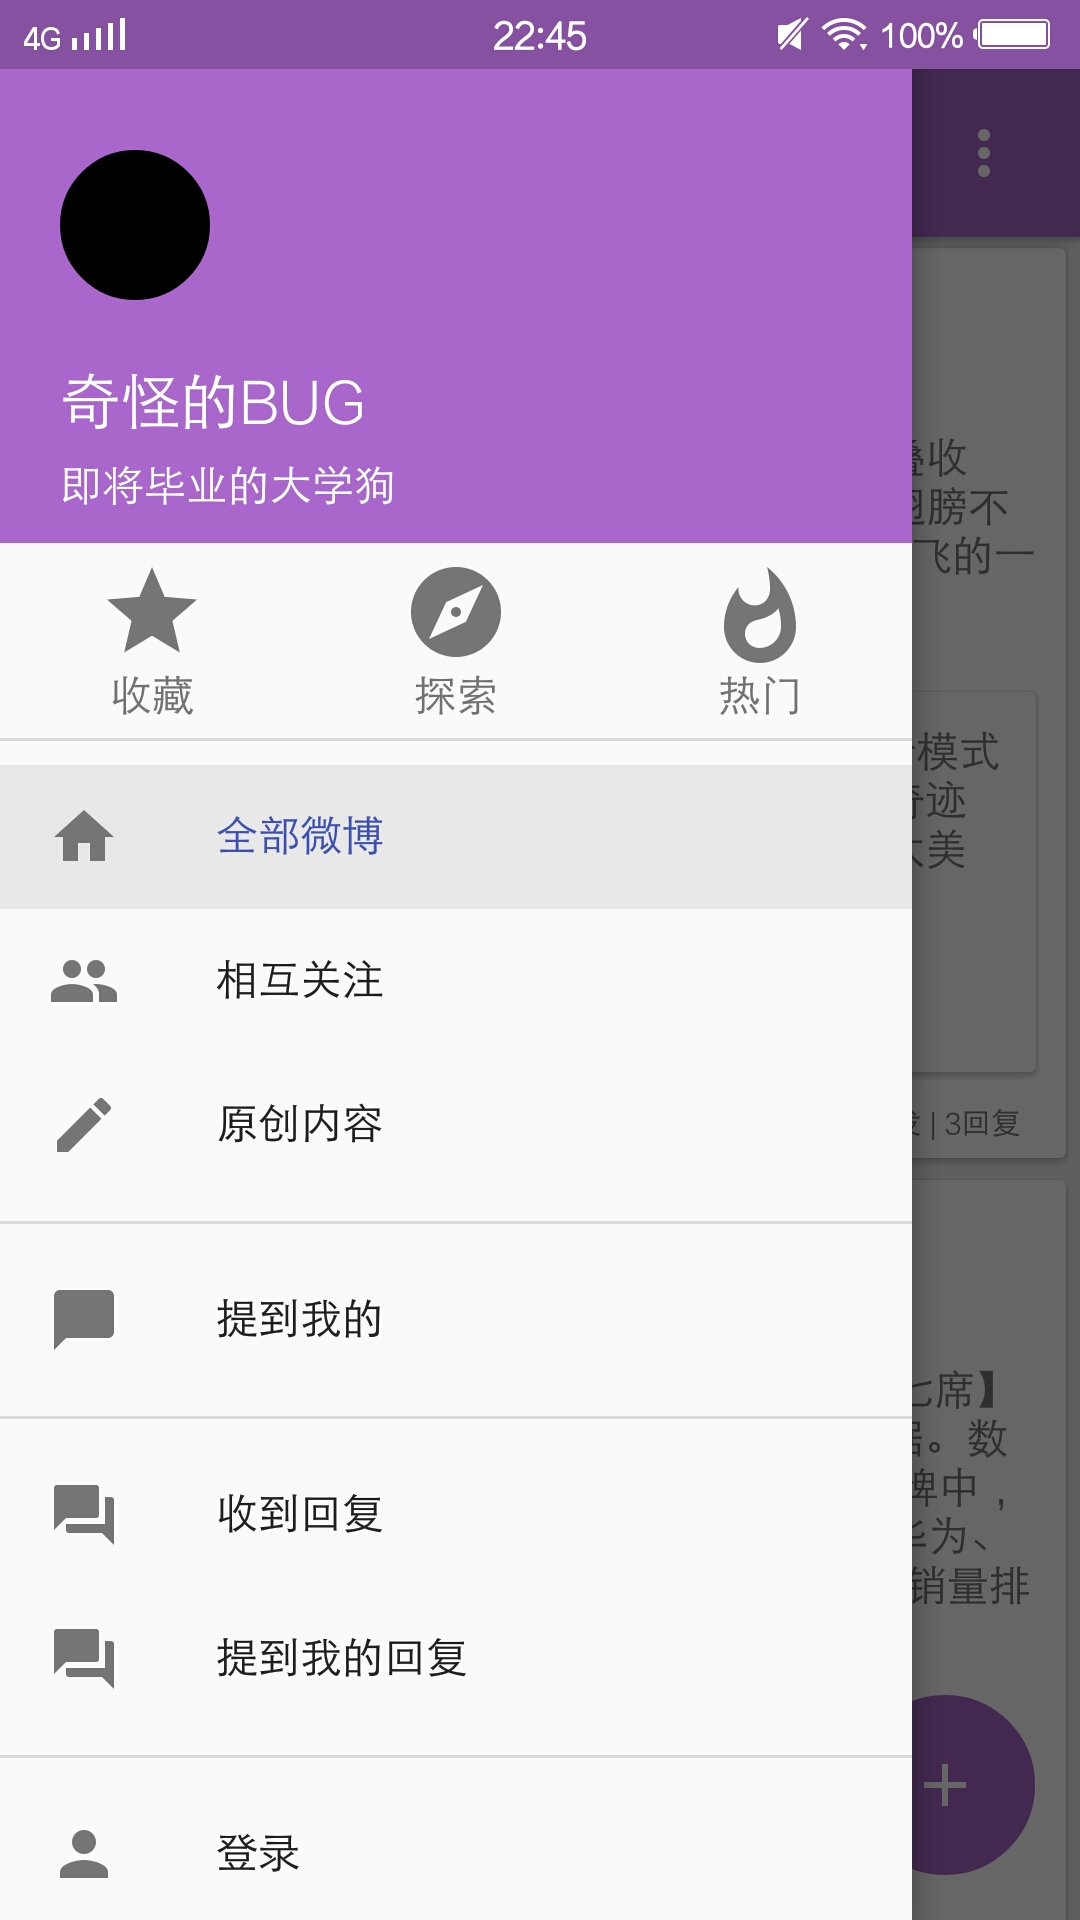 4G 22:45 100%
奇怪的BUG
即将毕业的大学狗
收藏 探索 热门
全部微博
相互关注
原创内容
提到我的
收到回复
提到我的回复
登录
收
膀不
飞的一
模式
迹
美
| 3回复
席】
。数
中，
为、
销量排